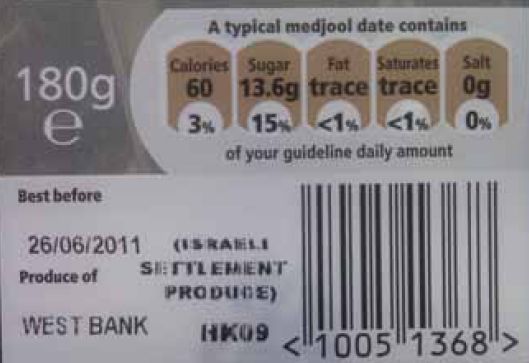 A typical medjool date contains
180g
Calories Sugar Fat Saturates Salt
60 13.6g trace trace 0g
3% 15% <1% <1% 0%
e
of your guideline daily amount
Best before
26/06/2011 (ISRAELI
Produce of SETTLEMENT
PRODUCE)
WEST BANK HK09
<1005 1368>